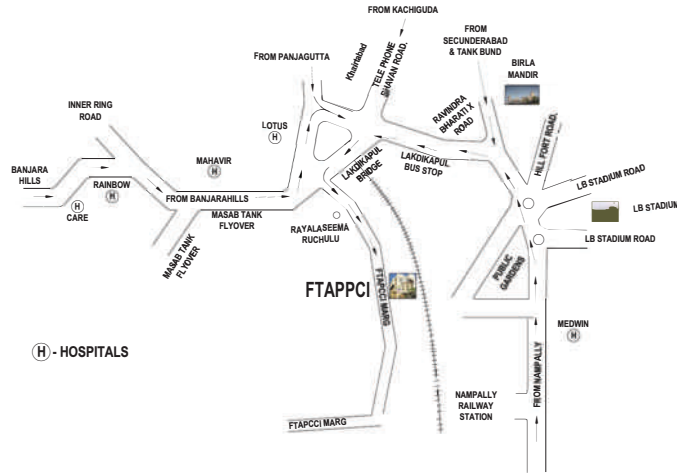 FROM KACHIGUDA
FROM
SECUNDERABAD
& TANK BUND
FROM PANJAGUTTA
Khairtabad
TELE PHONE
BHAVAN ROAD.
BIRLA
MANDIR
RAVINDRA
BHARATI X
ROAD
HILL FORT ROAD.
INNER RING
ROAD
LOTUS
H
MAHAVIR
H
LAKDIKAPUL
BRIDGE
LAKDIKAPUL
BUS STOP
BANJARA
HILLS
RAINBOW
H
H
CARE
FROM BANJARAHILLS
MASAB TANK
FLYOVER
MASAB TANK
FLYOVER
RAYALASEEMA
RUCHULU
LB STADIUM ROAD
LB STADIUM
LB STADIUM ROAD
PUBLIC
GARDENS
FTAPPCI
FTAPCCI MARG
MEDWIN
H
H - HOSPITALS
FROM NAMPALLY
NAMPALLY
RAILWAY
STATION
FTAPCCI MARG